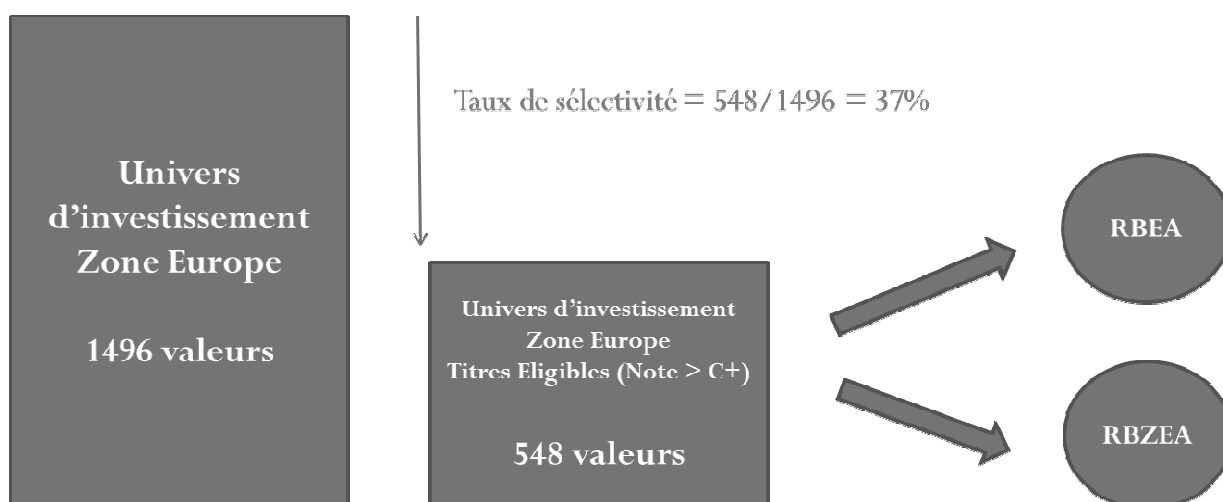 Univers
d’investissement
Zone Europe
1496 valeurs
Taux de sélectivité = 548/1496 = 37%
Univers d’investissement
Zone Europe
Titres Eligibles (Note > C+)
548 valeurs
RBEA
RBZEA